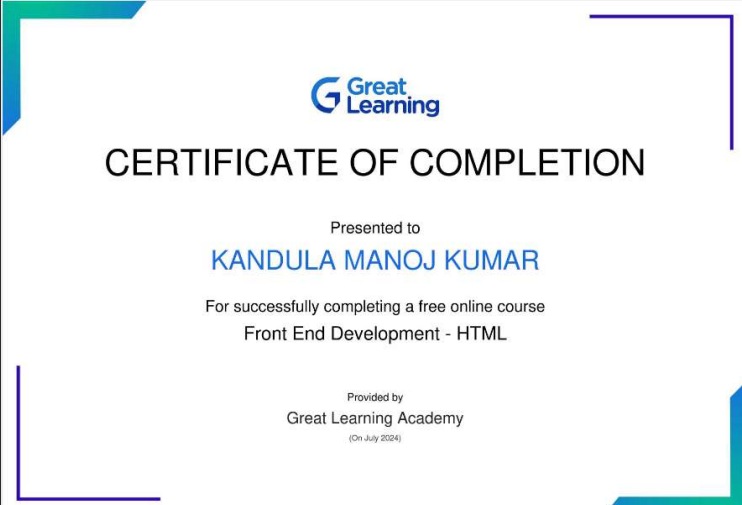 Great
Learning
CERTIFICATE OF COMPLETION
Presented to
KANDULA MANOJ KUMAR
For successfully completing a free online course
Front End Development - HTML
Provided by
Great Learning Academy
(On July 2024)